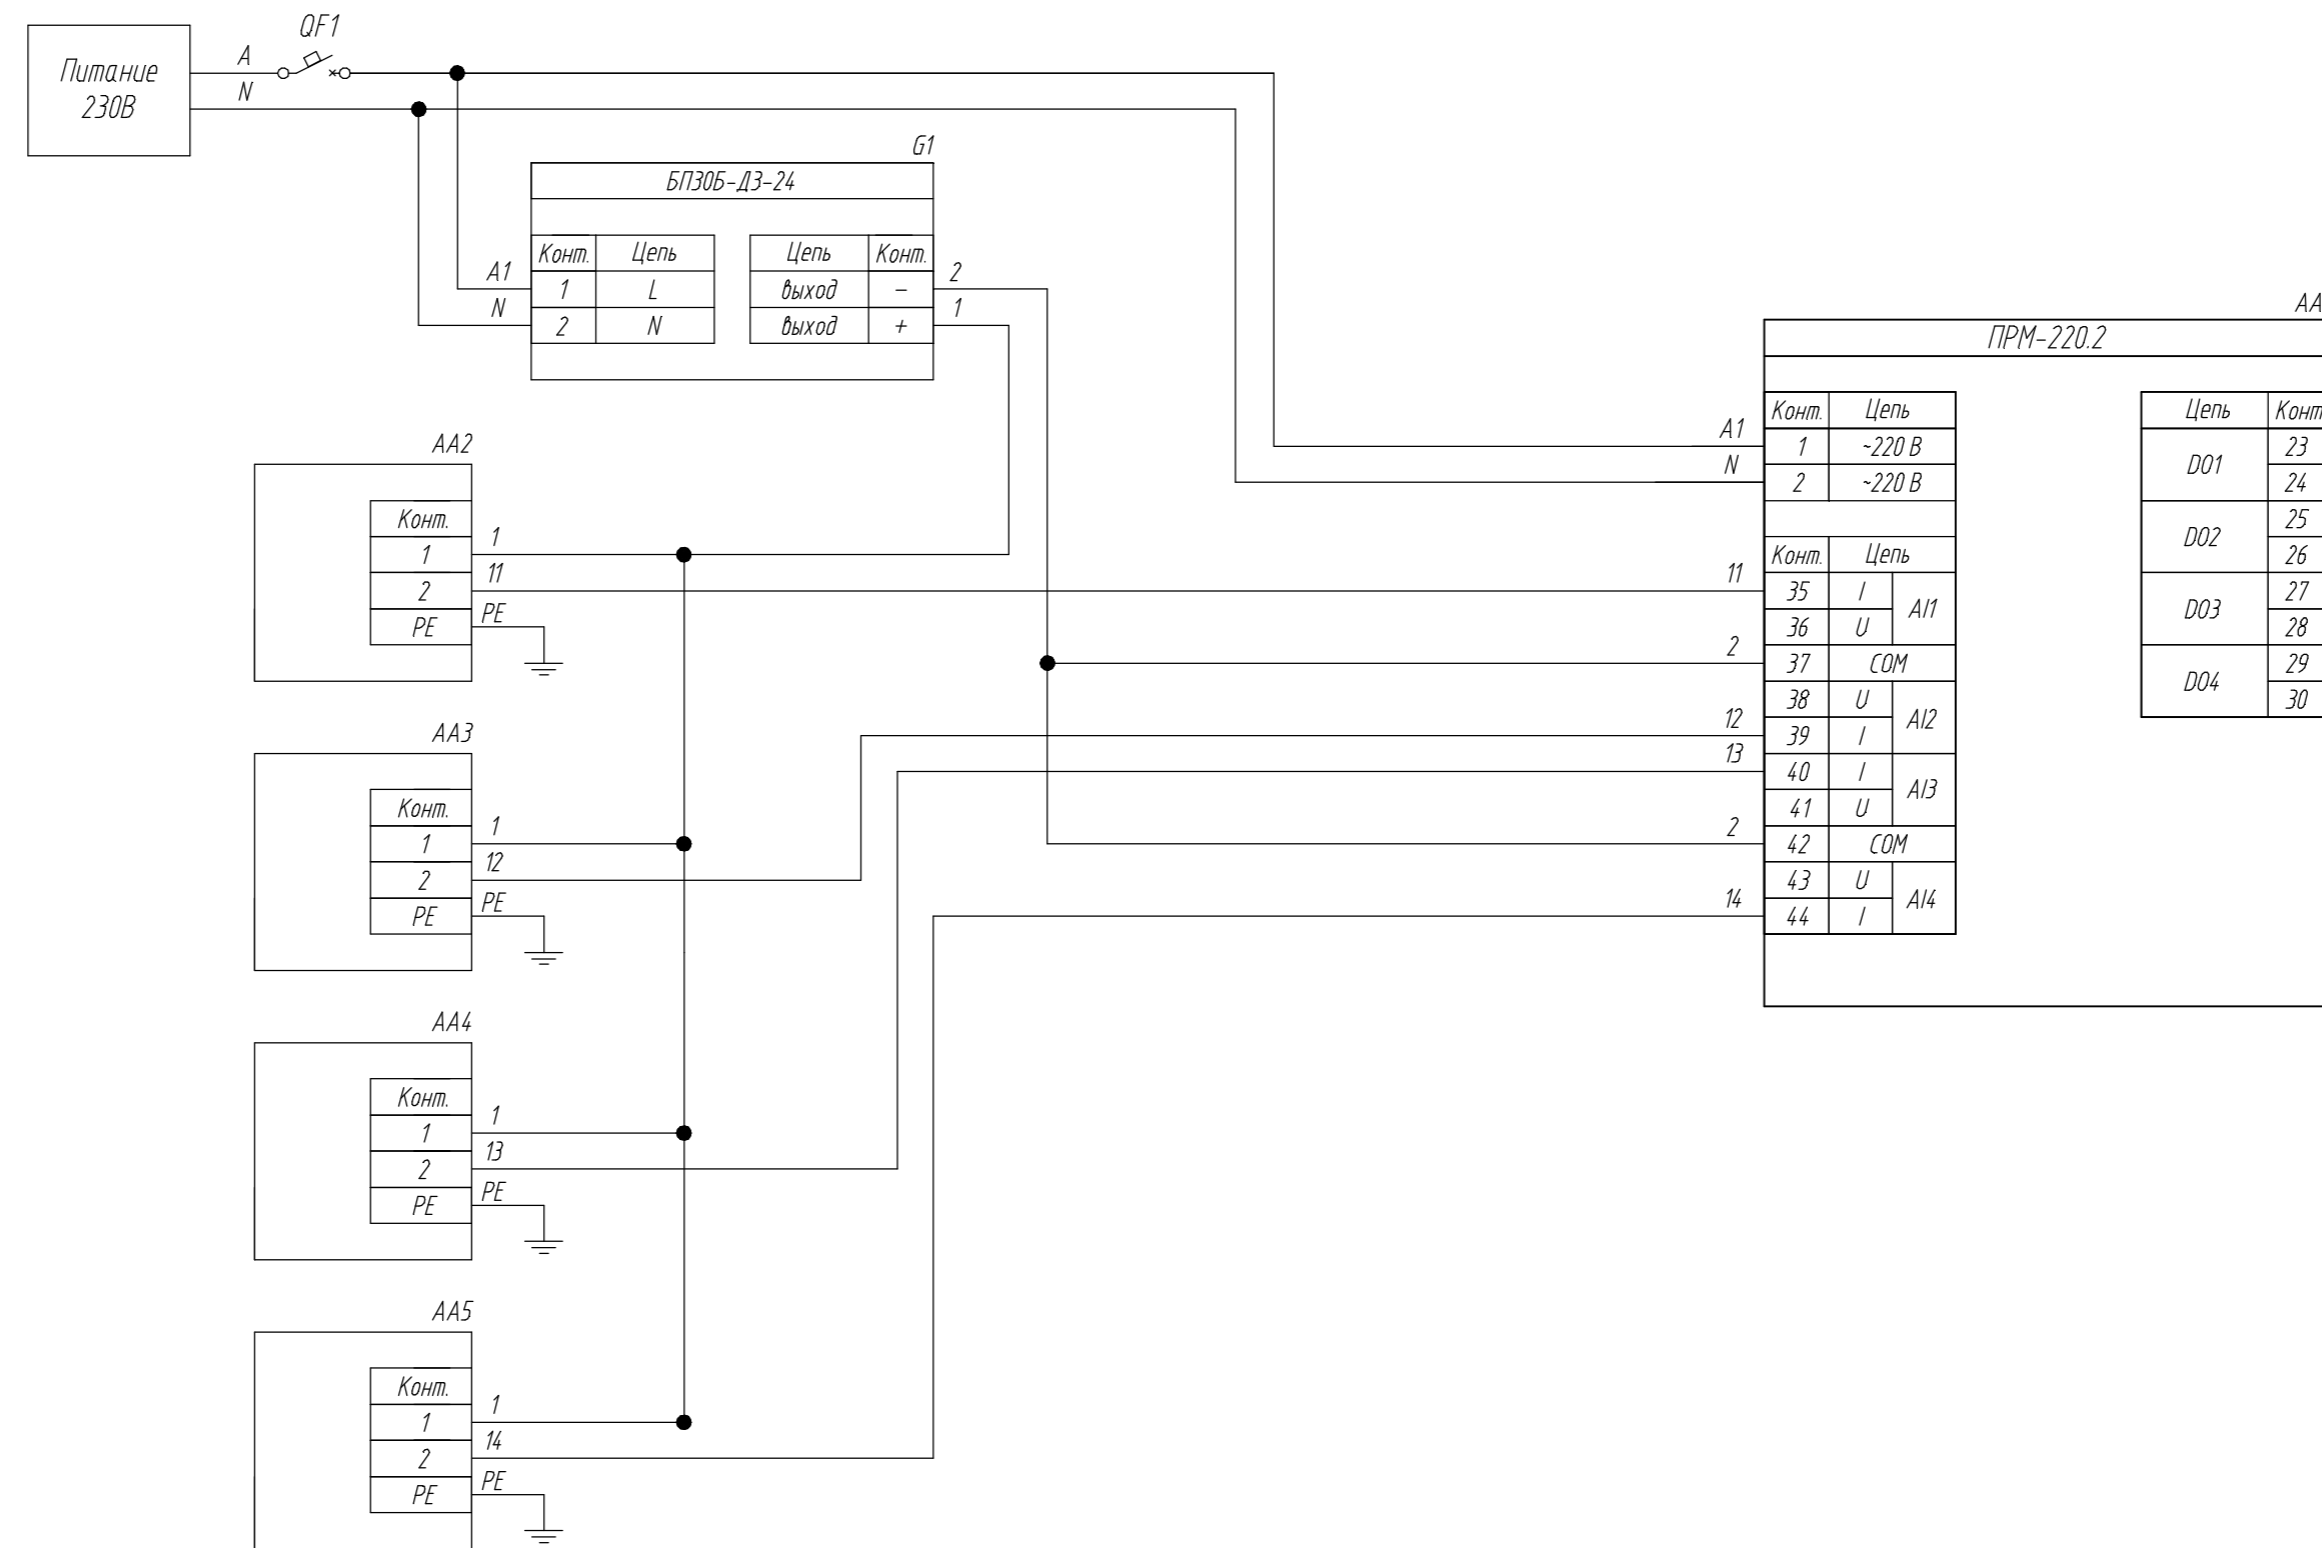 QF1
Питание
230В
A
N
G1
БП30Б-Д3-24
Конт. Цепь Цепь Конт.
A1 1 L выход - 2
N 2 N выход + 1
AA
ПРМ-220.2
Конт. Цепь Цепь Конт
A1 1 ~220 В DO1 23
N 2 ~220 В 24
DO2 25
Конт. Цепь 26
11 35 I AI1 DO3 27
36 U 28
2 37 COM DO4 29
38 U AI2 30
12 39 I
13 40 I AI3
41 U
2 42 COM
43 U AI4
14 44 I
AA2
Конт.
1 1
2 11
PE PE
AA3
Конт.
1 1
2 12
PE PE
AA4
Конт.
1 1
2 13
PE PE
AA5
Конт.
1 1
2 14
PE PE